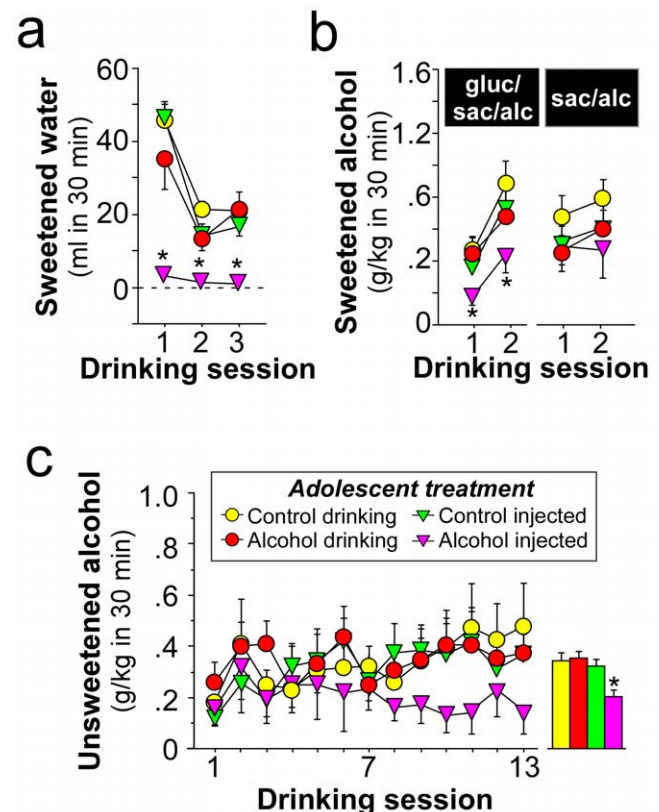 a
Sweetened water
(ml in 30 min)
60
40
20
0
*
*
*
1 2 3
Drinking session
b
Sweetened alcohol
(g/kg in 30 min)
1.6
1.2
.6
.2
0
gluc/
sac/alc
sac/alc
*
*
1 2 1 2
Drinking session
c
Unsweetened alcohol
(g/kg in 30 min)
1.0
.8
.6
.4
.2
0
Adolescent treatment
Control drinking Control injected
Alcohol drinking Alcohol injected
*
1 7 13
Drinking session